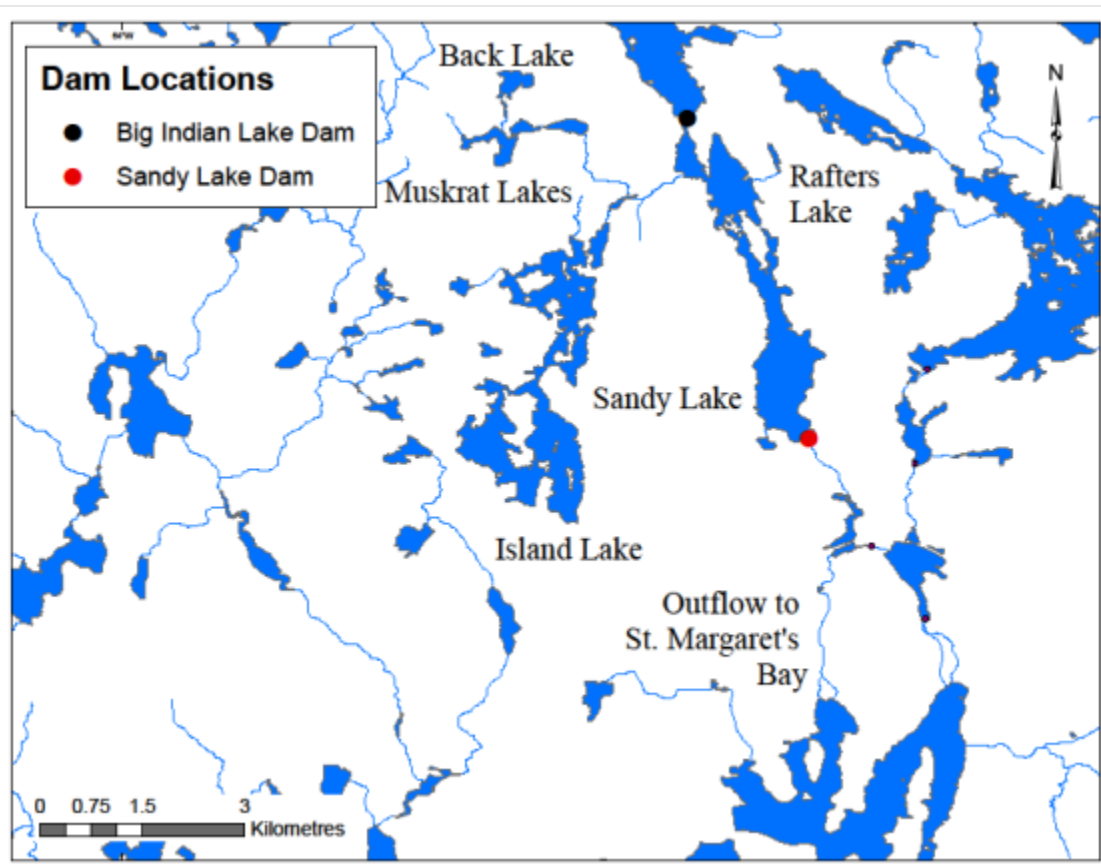 64°W
Dam Locations
Big Indian Lake Dam
Sandy Lake Dam
Back Lake
Muskrat Lakes
Rafters
Lake
N
Sandy Lake
Island Lake
Outflow to
St. Margaret's
Bay
0 0.75 1.5 3
Kilometres